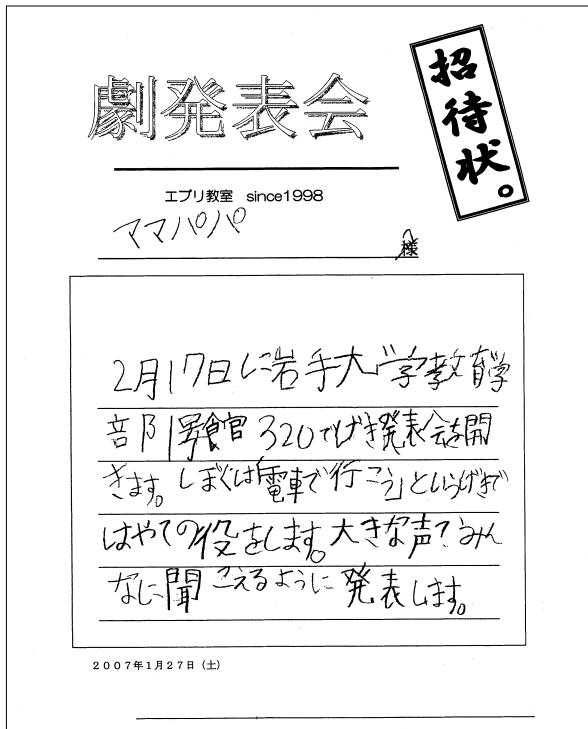 劇発表会
招待状。
エブリ教室 since1998
ママパパ
様
2月17日に岩手大学教育学
部1号館320でげき発表会を開
きます。しぼくは「電車で行こう」というげきで
はやての役をします。大きな声でみん
なに聞こえるように発表します。
2007年1月27日（土）